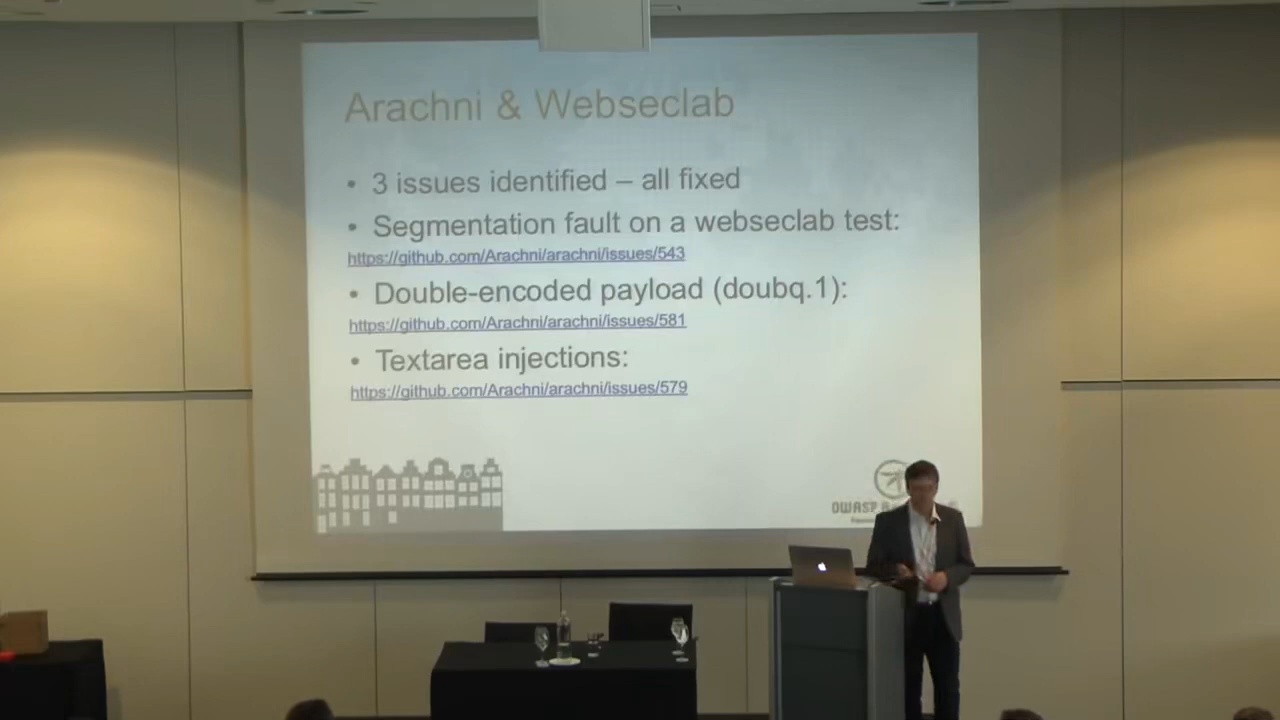 Arachni & Webseclab
• 3 issues identified – all fixed
• Segmentation fault on a webseclab test:
https://github.com/Arachni/arachni/issues/543
• Double-encoded payload (doubq.1):
https://github.com/Arachni/arachni/issues/581
• Textarea injections:
https://github.com/Arachni/arachni/issues/579
OWASP